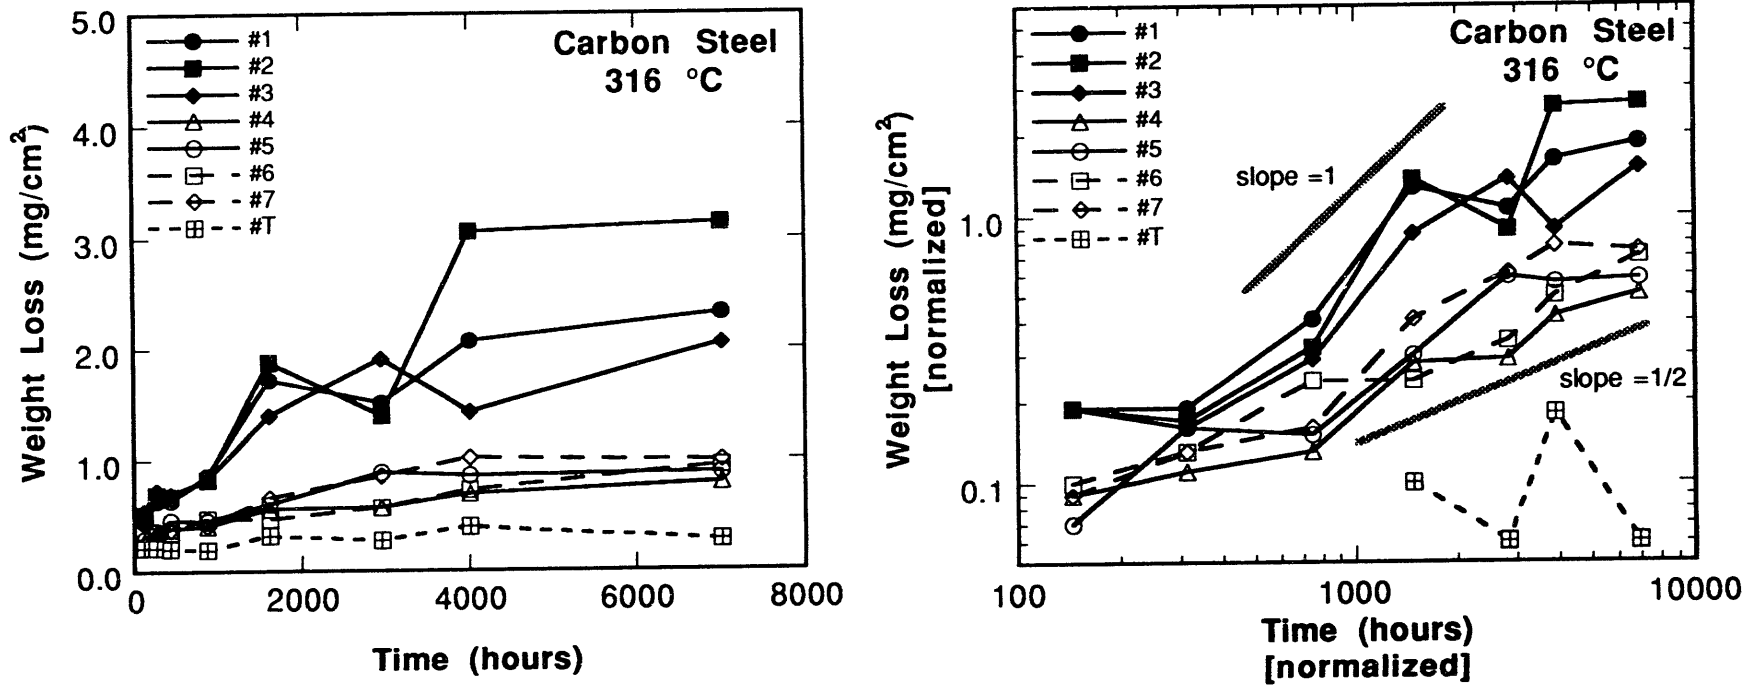 5.0
4.0
3.0
2.0
1.0
0.0
Weight Loss (mg/cm²)
#1
#2
#3
#4
#5
#6
#7
#T
Carbon Steel
316 °C
0
2000
4000
6000
8000
Time (hours)
Weight Loss (mg/cm²)
[normalized]
1.0
0.1
#1
#2
#3
#4
#5
#6
#7
#T
Carbon Steel
316 °C
slope =1
slope =1/2
100
1000
10000
Time (hours)
[normalized]